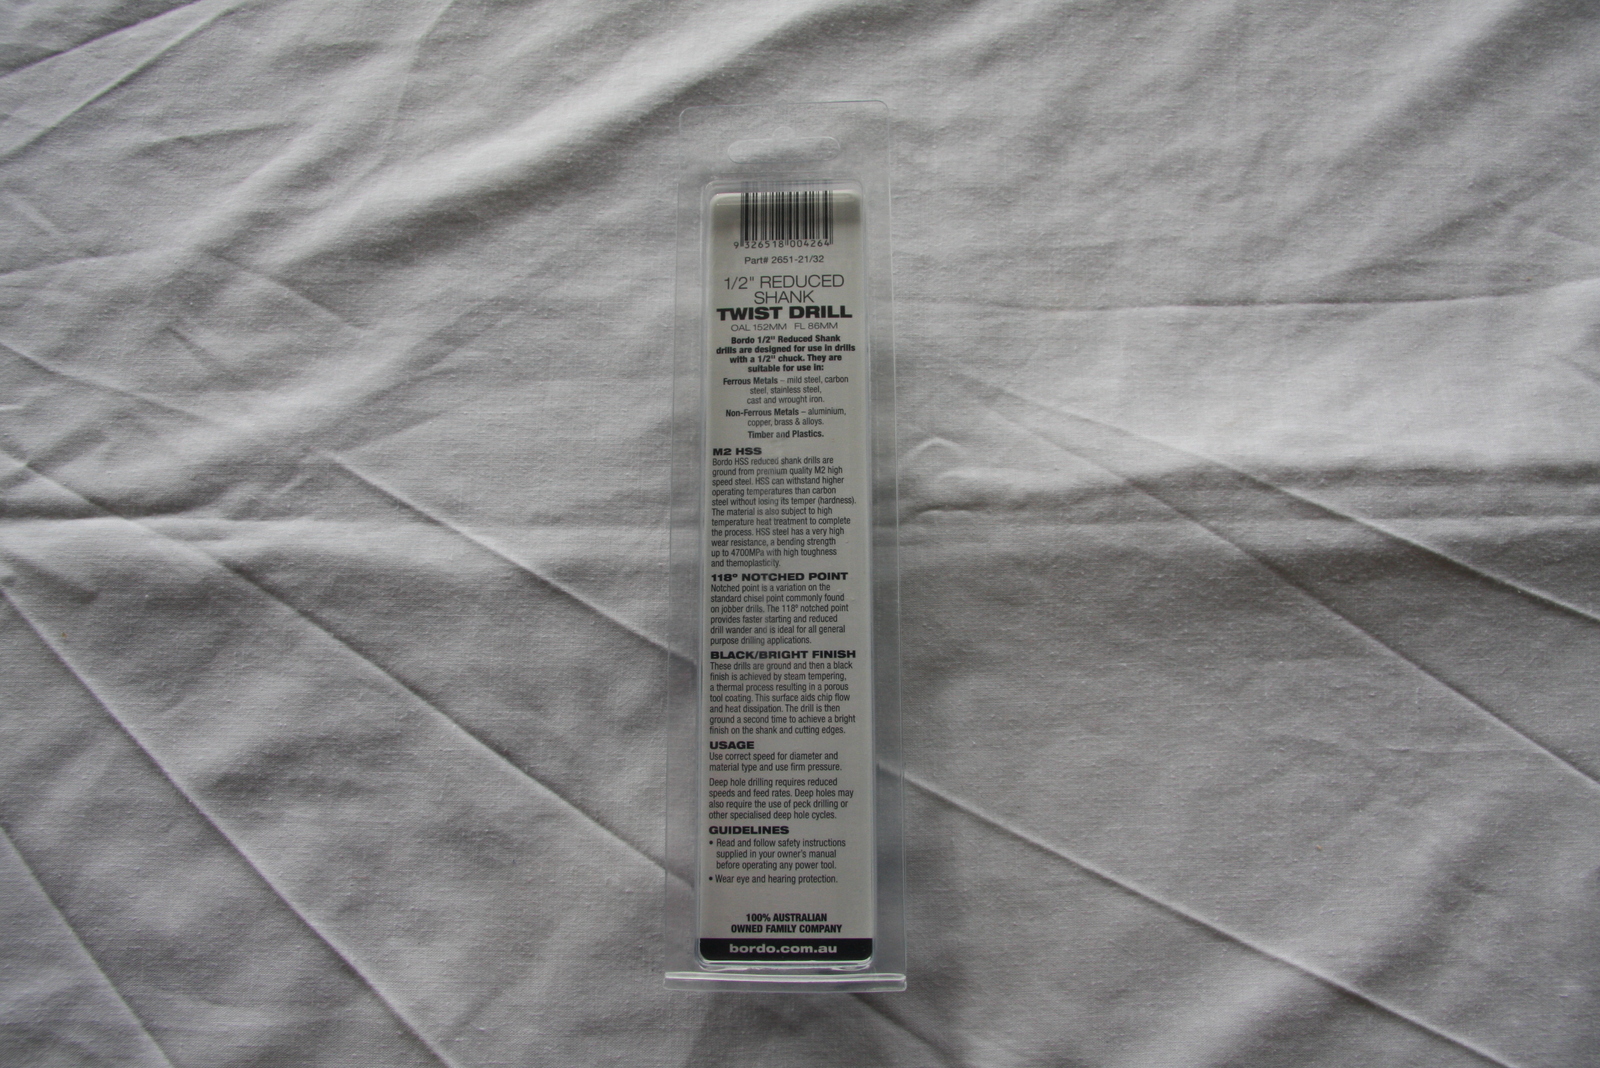 9 326518 004264
Part# 2651-21/32
1/2" REDUCED
SHANK
TWIST DRILL
OAL 152MM FL 86MM
Bordo 1/2" Reduced Shank
drills are designed for use in drills
with a 1/2" chuck. They are
suitable for use in:
Ferrous Metals – mild steel, carbon
steel, stainless steel,
cast and wrought iron.
Non-Ferrous Metals – aluminium,
copper, brass & alloys.
Timber and Plastics.
M2 HSS
Bordo HSS reduced shank drills are
ground from premium quality M2 high
speed steel. HSS can withstand higher
operating temperatures than carbon
steel without losing its temper (hardness).
The material is also subject to high
temperature heat treatment to complete
the process. HSS steel has a very high
wear resistance, a bending strength
up to 4700MPa with high toughness
and themoplasticity.
118° NOTCHED POINT
Notched point is a variation on the
standard chisel point commonly found
on jobber drills. The 118° notched point
provides faster starting and reduced
drill wander and is ideal for all general
purpose drilling applications.
BLACK/BRIGHT FINISH
These drills are ground and then a black
finish is achieved by steam tempering,
a thermal process resulting in a porous
tool coating. This surface aids chip flow
and heat dissipation. The drill is then
ground a second time to achieve a bright
finish on the shank and cutting edges.
USAGE
Use correct speed for diameter and
material type and use firm pressure.
Deep hole drilling requires reduced
speeds and feed rates. Deep holes may
also require the use of peck drilling or
other specialised deep hole cycles.
GUIDELINES
• Read and follow safety instructions
supplied in your owner's manual
before operating any power tool.
• Wear eye and hearing protection.
100% AUSTRALIAN
OWNED FAMILY COMPANY
bordo.com.au